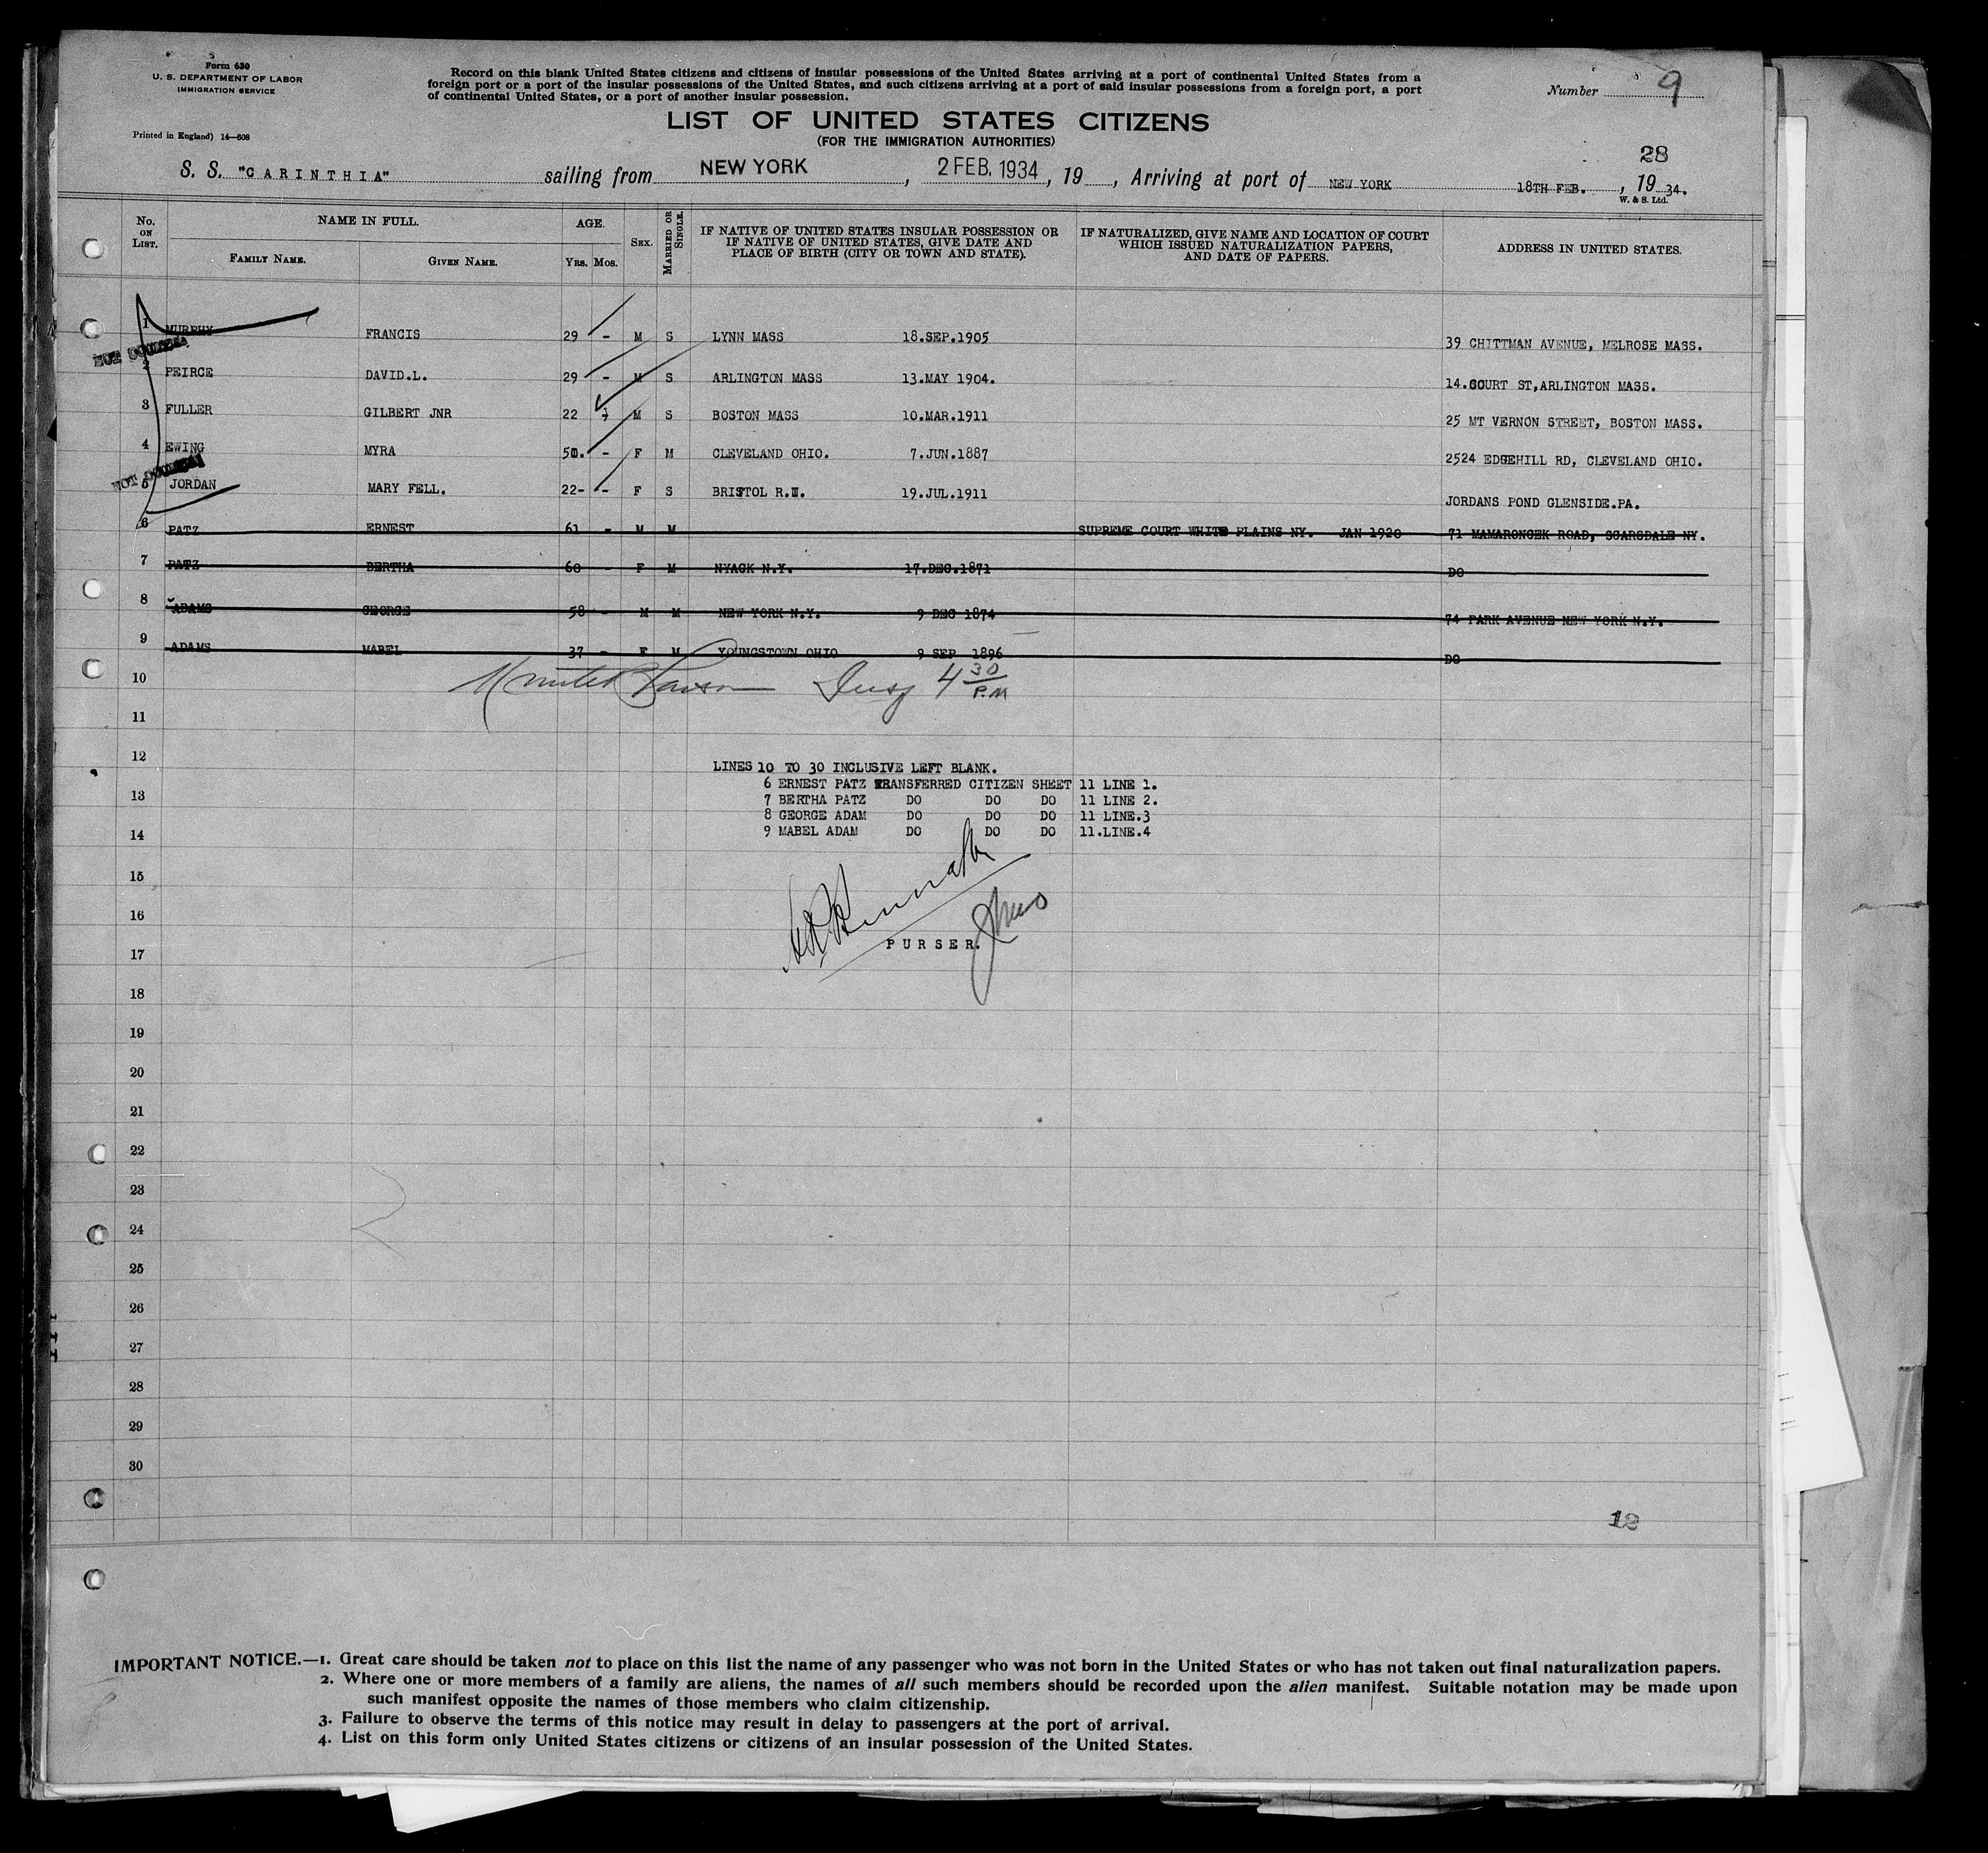 Form 630
U. S. DEPARTMENT OF LABOR
IMMIGRATION SERVICE
Printed in England) 14—608
Record on this blank United States citizens and citizens of insular possessions of the United States arriving at a port of continental United States from a
foreign port or a port of the insular possessions of the United States, and such citizens arriving at a port of said insular possessions from a foreign port, a port
of continental United States, or a port of another insular possession.
Number 9
LIST OF UNITED STATES CITIZENS
(FOR THE IMMIGRATION AUTHORITIES)
28
S. S. "CARINTHIA" sailing from NEW YORK, 2 FEB. 1934, 19 , Arriving at port of NEW YORK 18TH FEB. , 19 34.
W. & S. Ltd.
No. ON LIST. NAME IN FULL. FAMILY NAME. GIVEN NAME. AGE. YRS. MOS. SEX. MARRIED OR SINGLE. IF NATIVE OF UNITED STATES INSULAR POSSESSION OR IF NATIVE OF UNITED STATES, GIVE DATE AND PLACE OF BIRTH (CITY OR TOWN AND STATE). IF NATURALIZED, GIVE NAME AND LOCATION OF COURT WHICH ISSUED NATURALIZATION PAPERS, AND DATE OF PAPERS. ADDRESS IN UNITED STATES.
1 MURPHY FRANCIS 29 - M S LYNN MASS 18.SEP.1905 39 CHITTMAN AVENUE, MELROSE MASS.
NOT
2 PEIRCE DAVID.L. 29 - M S ARLINGTON MASS 13.MAY 1904. 14.COURT ST,ARLINGTON MASS.
3 FULLER GILBERT JNR 22 M S BOSTON MASS 10.MAR.1911 25 MT VERNON STREET, BOSTON MASS.
4 EWING MYRA 50. - F M CLEVELAND OHIO. 7.JUN.1887 2524 EDGEHILL RD, CLEVELAND OHIO.
NOT
5 JORDAN MARY FELL. 22- - F S BRISTOL R.I. 19.JUL.1911 JORDANS POND GLENSIDE.PA.
6 PATZ ERNEST 61 - M M SUPREME COURT WHITE PLAINS NY. JAN 1920 71 MAMARONCEK ROAD, SCARSDALE NY.
7 PATZ BERTHA 60 - F M NYACK N.Y. 17.DEC.1871 DO
8 ADAMS GEORGE 58 - M M NEW YORK N.Y. 9 DEC 1874 74 PARK AVENUE NEW YORK N.Y.
9 ADAMS MABEL 37 - F M YOUNGSTOWN OHIO 9 SEP 1896 DO
10
4 30 P.M
11
12
LINES 10 TO 30 INCLUSIVE LEFT BLANK.
6 ERNEST PATZ TRANSFERRED CITIZEN SHEET 11 LINE 1.
13
7 BERTHA PATZ DO DO DO 11 LINE 2.
8 GEORGE ADAM DO DO DO 11 LINE.3
14
9 MABEL ADAM DO DO DO 11.LINE.4
15
16
PURSER.
17
18
19
20
21
22
23
24
25
26
27
28
29
30
12
IMPORTANT NOTICE.—1. Great care should be taken not to place on this list the name of any passenger who was not born in the United States or who has not taken out final naturalization papers.
2. Where one or more members of a family are aliens, the names of all such members should be recorded upon the alien manifest. Suitable notation may be made upon
such manifest opposite the names of those members who claim citizenship.
3. Failure to observe the terms of this notice may result in delay to passengers at the port of arrival.
4. List on this form only United States citizens or citizens of an insular possession of the United States.